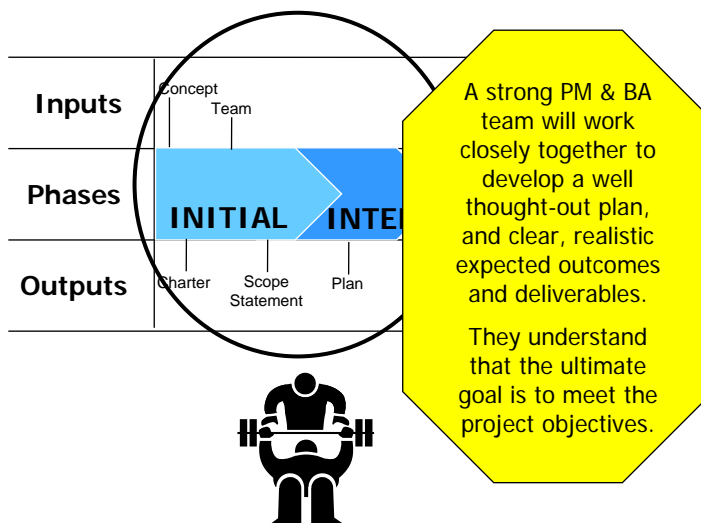 Inputs
Concept
Team
Phases
INITIAL
INTE
Outputs
Charter
Scope
Statement
Plan
A strong PM & BA
team will work
closely together to
develop a well
thought-out plan,
and clear, realistic
expected outcomes
and deliverables.
They understand
that the ultimate
goal is to meet the
project objectives.